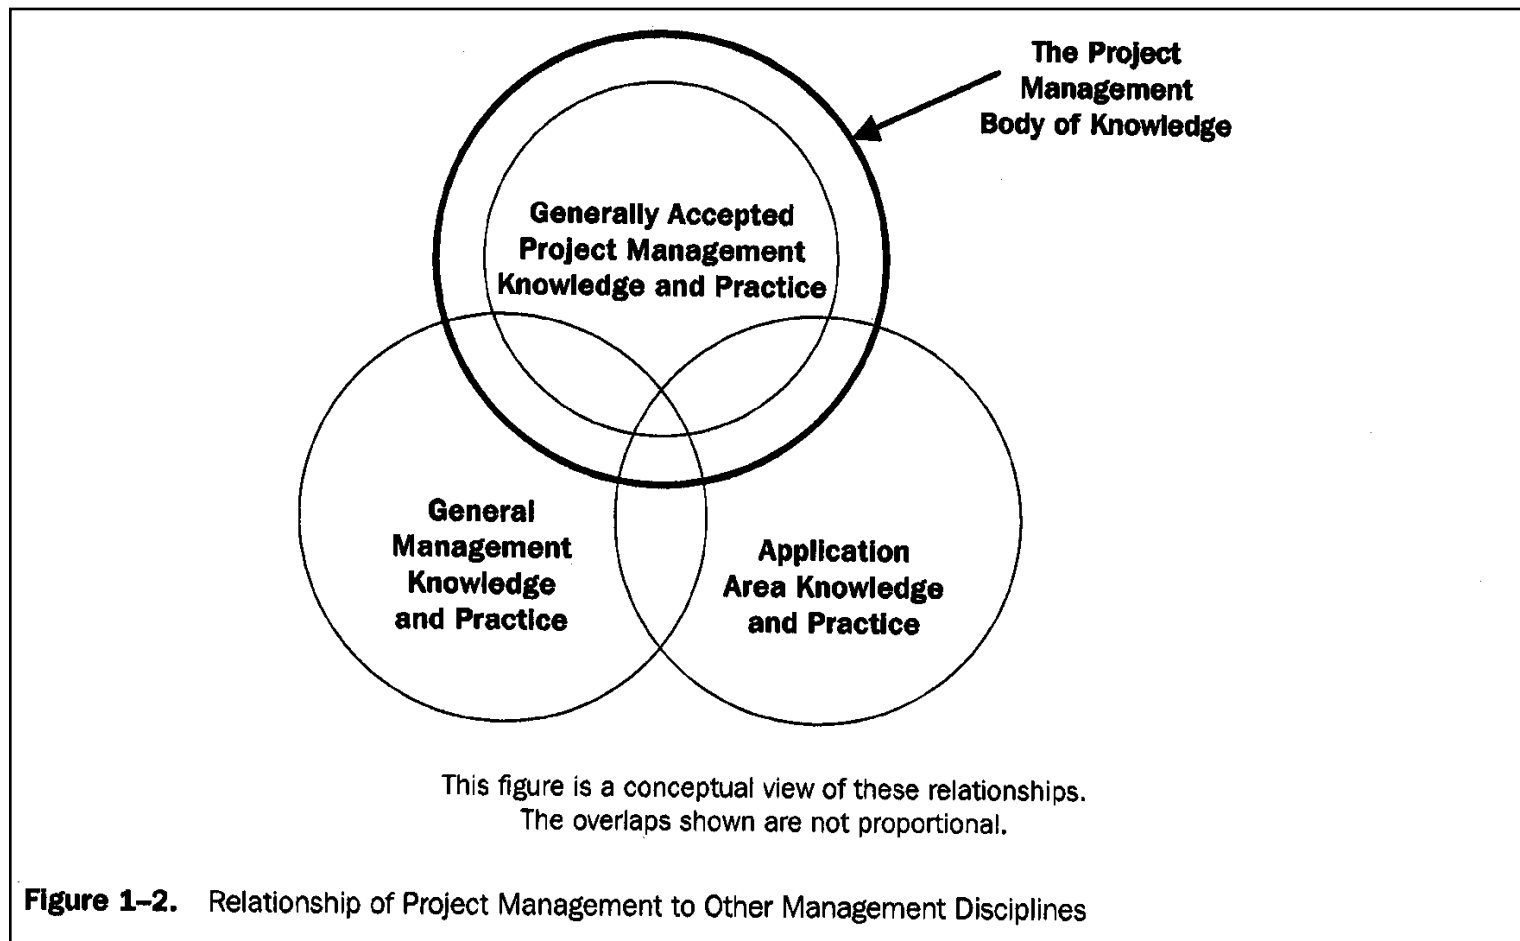 The Project
Management
Body of Knowledge
Generally Accepted
Project Management
Knowledge and Practice
General
Management
Knowledge
and Practice
Application
Area Knowledge
and Practice
This figure is a conceptual view of these relationships.
The overlaps shown are not proportional.
Figure 1–2. Relationship of Project Management to Other Management Disciplines